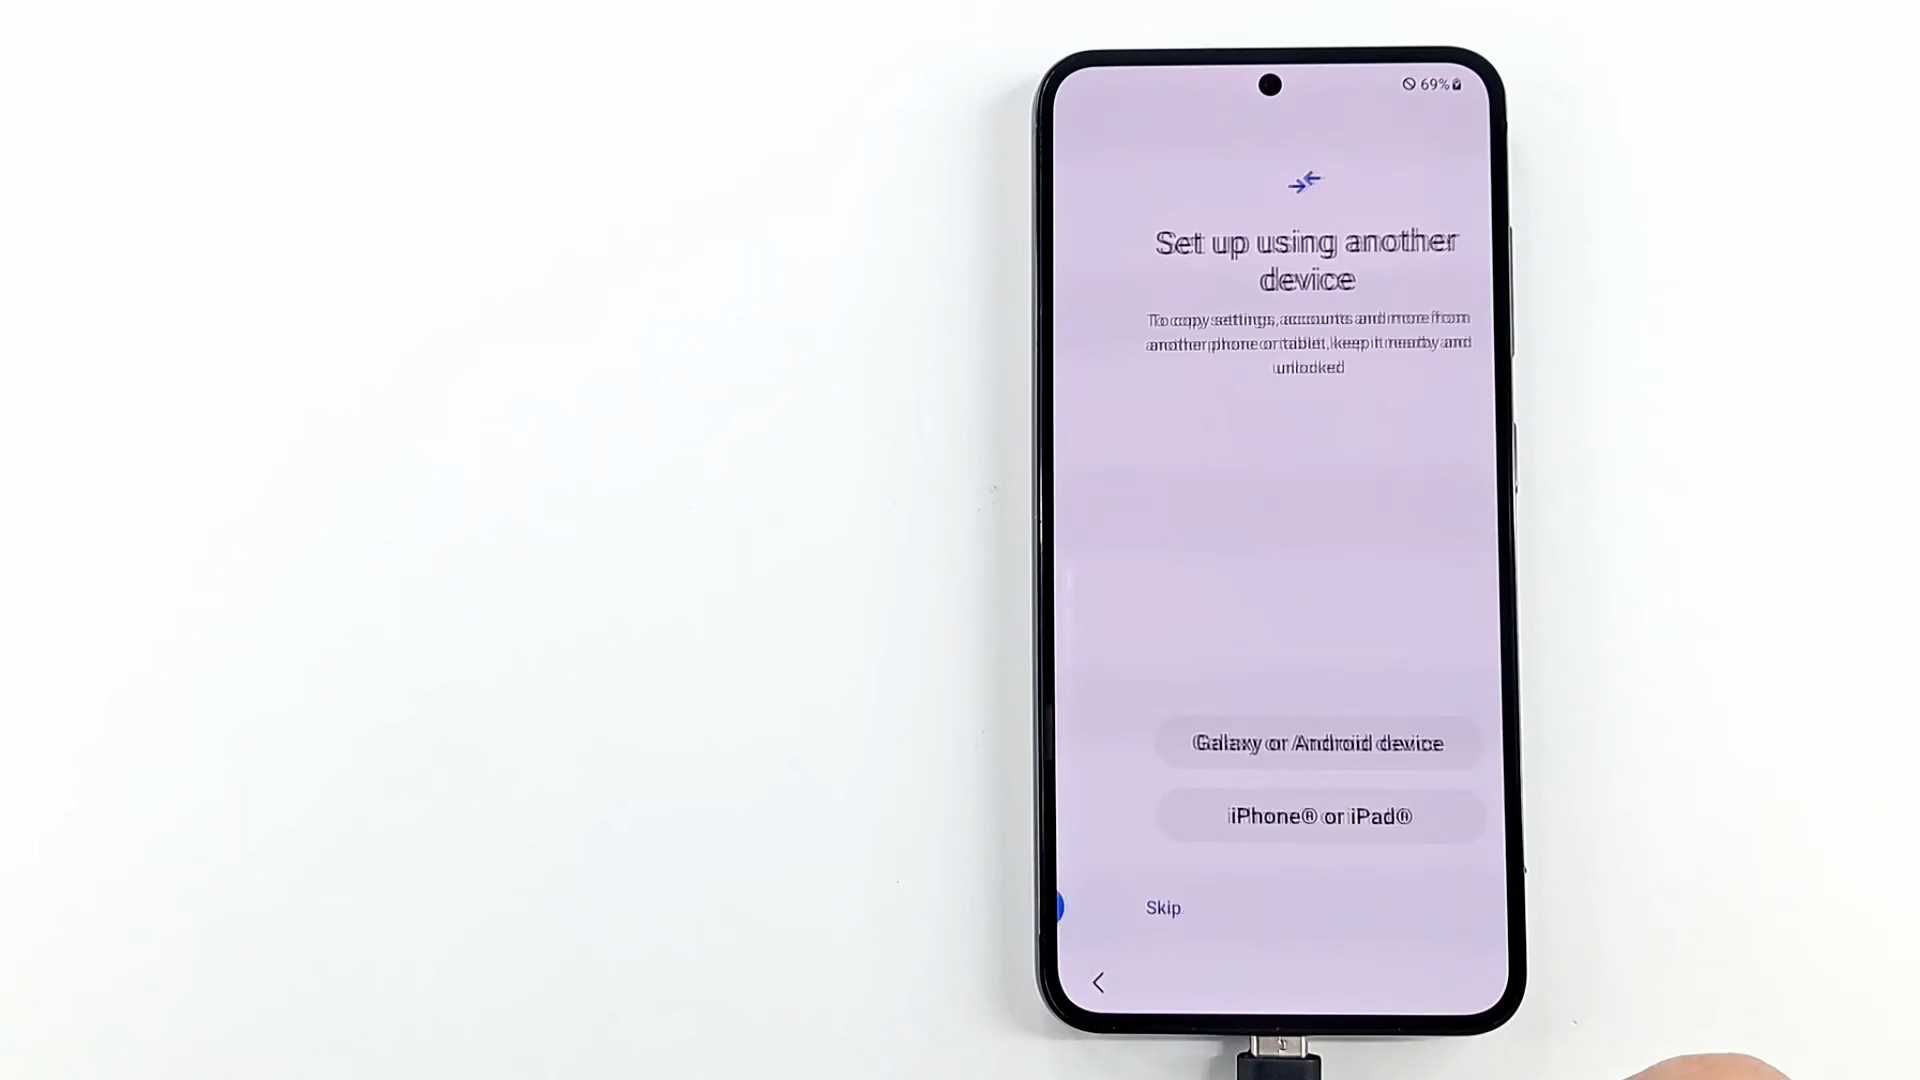 69%
Set up using another
device
To copy settings, accounts and more from
another phone or tablet, keep it nearby and
unlocked
Galaxy or Android device
iPhone® or iPad®
Skip